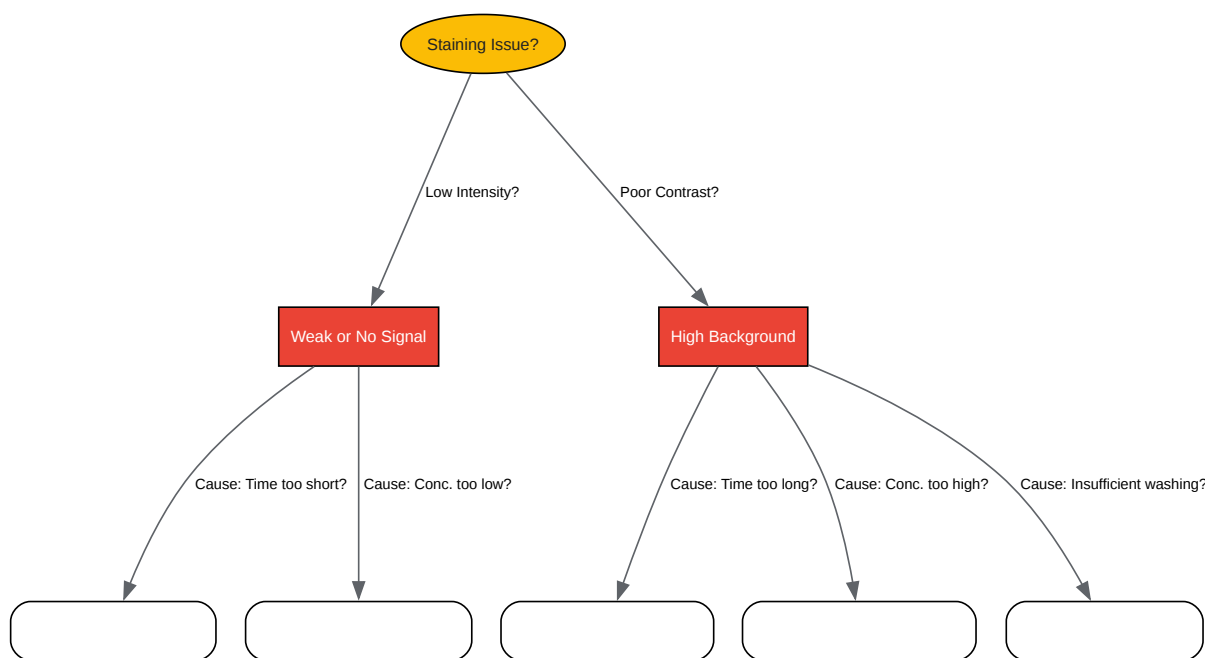 Staining Issue?
Low Intensity?
Poor Contrast?
Weak or No Signal
High Background
Cause: Time too short?
Cause: Conc. too low?
Cause: Time too long?
Cause: Conc. too high?
Cause: Insufficient washing?